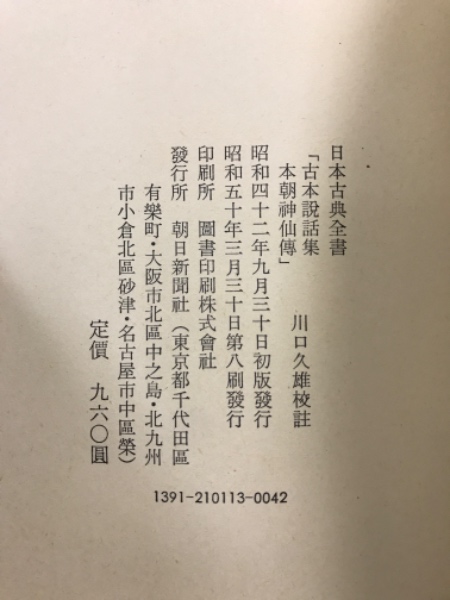 日本古典全書
「古本說話集
本朝神仙傳」
川口久雄校註
昭和四十二年九月三十日初版發行
昭和五十年三月三十日第八刷發行
印刷所 圖書印刷株式會社
發行所 朝日新聞社（東京都千代田區
有樂町・大阪市北區中之島・北九州
市小倉北區砂津・名古屋市中區榮）
定價 九六〇圓
1391-210113-0042